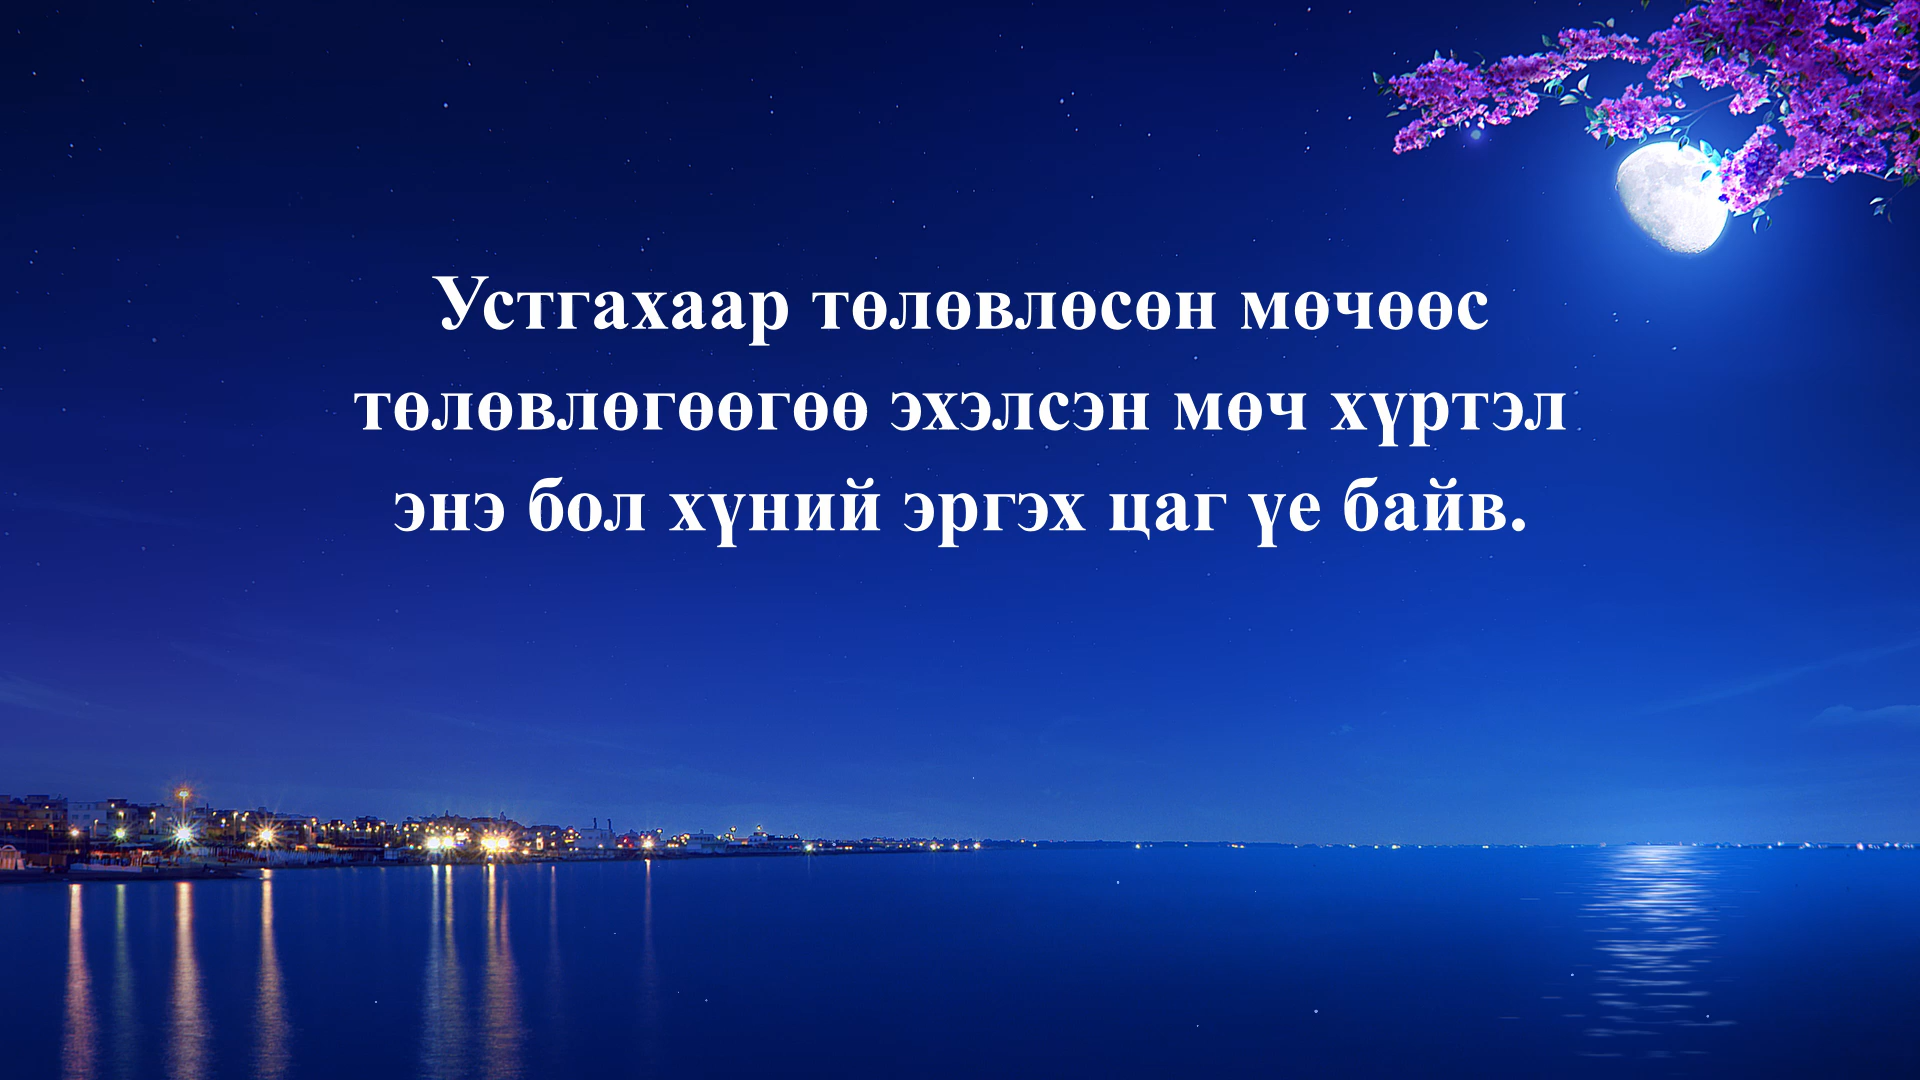 Устгахаар төлөвлөсөн мөчөөс
төлөвлөгөөгөө эхэлсэн мөч хүртэл
энэ бол хүний эргэх цаг үе байв.